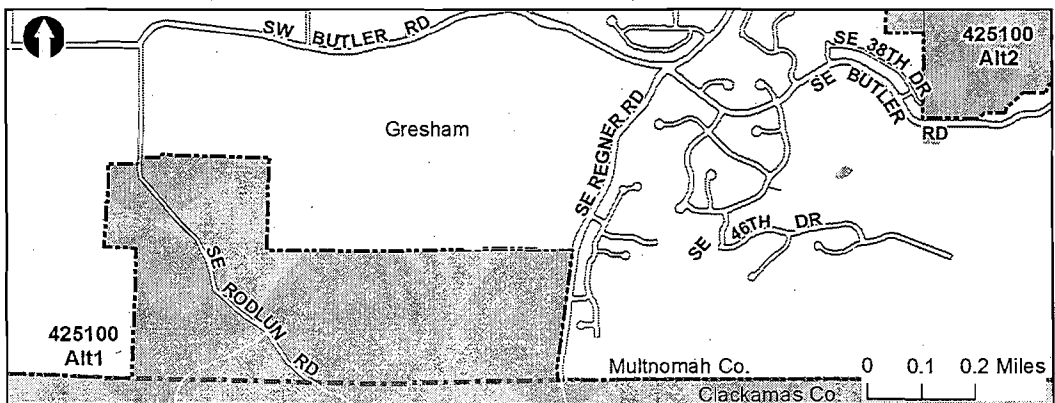 SW BUTLER RD
SE 38TH DR
425100
Alt2
SE BUTLER RD
Gresham
SE REGNER RD
SE 46TH DR
SE RODLUN RD
425100
Alt1
Multnomah Co.
0 0.1 0.2 Miles
Clackamas Co.